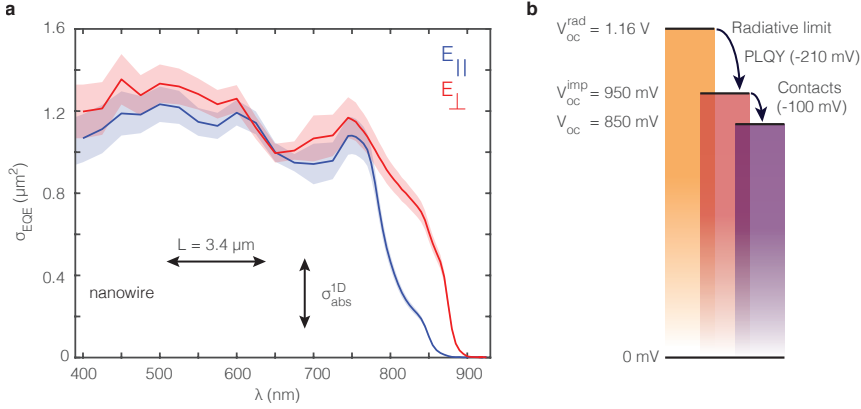 a
1.6
1.2
0.8
0.4
0
σEQE (μm²)
E||
E⊥
L = 3.4 μm
nanowire
σ1D abs
400 500 600 700 800 900
λ (nm)
b
Vocrad = 1.16 V
Radiative limit
PLQY (-210 mV)
Vocimp = 950 mV
Contacts
(-100 mV)
Voc = 850 mV
0 mV